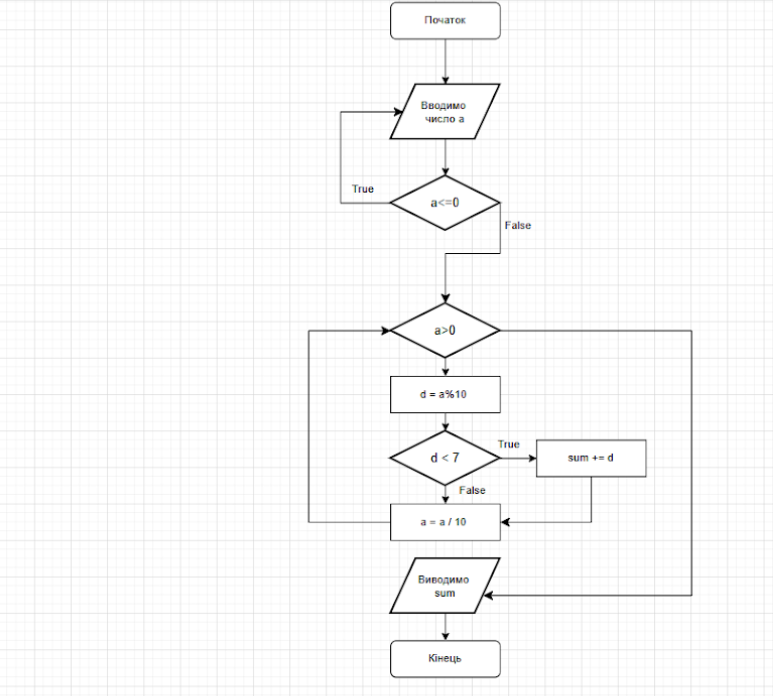 Початок
Вводимо
число а
True
a<=0
False
a>0
d = a%10
d < 7
True
sum += d
False
a = a / 10
Виводимо
sum
Кінець